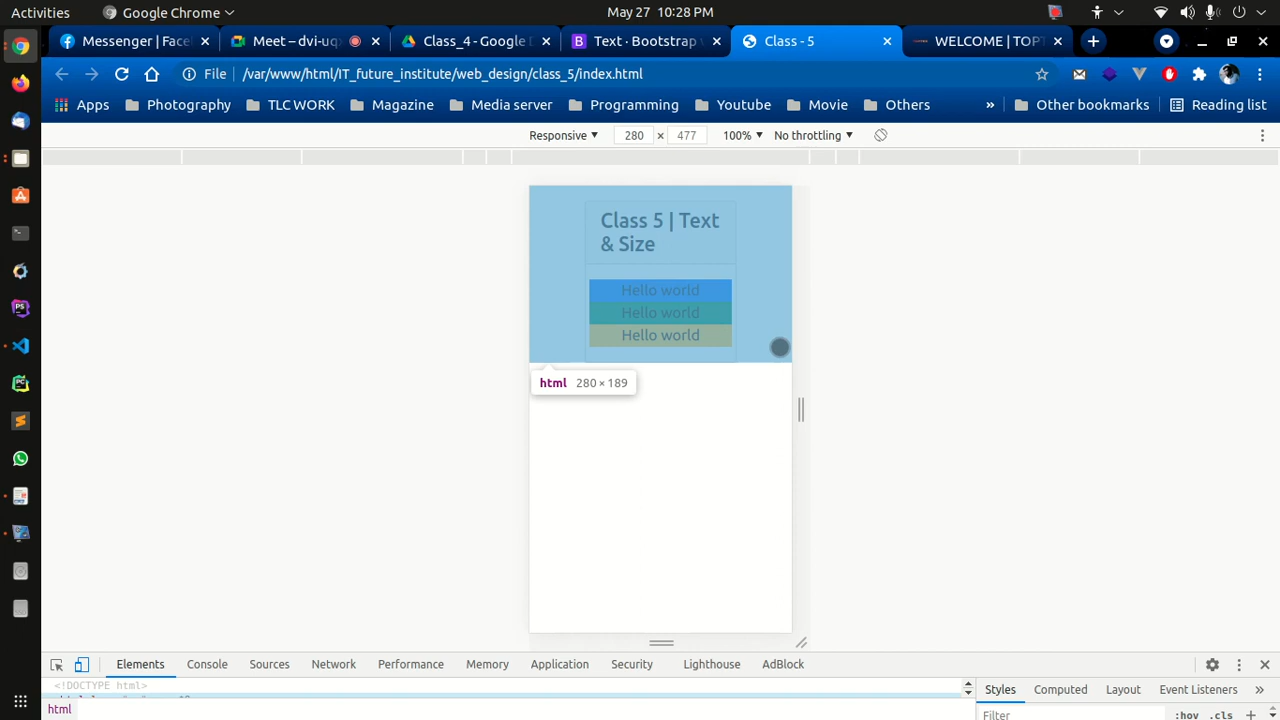 Activities
Google Chrome
May 27 10:28 PM
Messenger | Face
Meet – dvi-uqx
Class_4 - Google D
Text · Bootstrap v
Class - 5
WELCOME | TOPT
File
/var/www/html/IT_future_institute/web_design/class_5/index.html
Apps
Photography
TLC WORK
Magazine
Media server
Programming
Youtube
Movie
Others
»
Other bookmarks
Reading list
Responsive
280 × 477
100%
No throttling
Class 5 | Text
& Size
Hello world
Hello world
Hello world
html 280 × 189
Elements
Console
Sources
Network
Performance
Memory
Application
Security
Lighthouse
AdBlock
<!DOCTYPE html>
html
Styles
Computed
Layout
Event Listeners
»
Filter
:hov .cls +